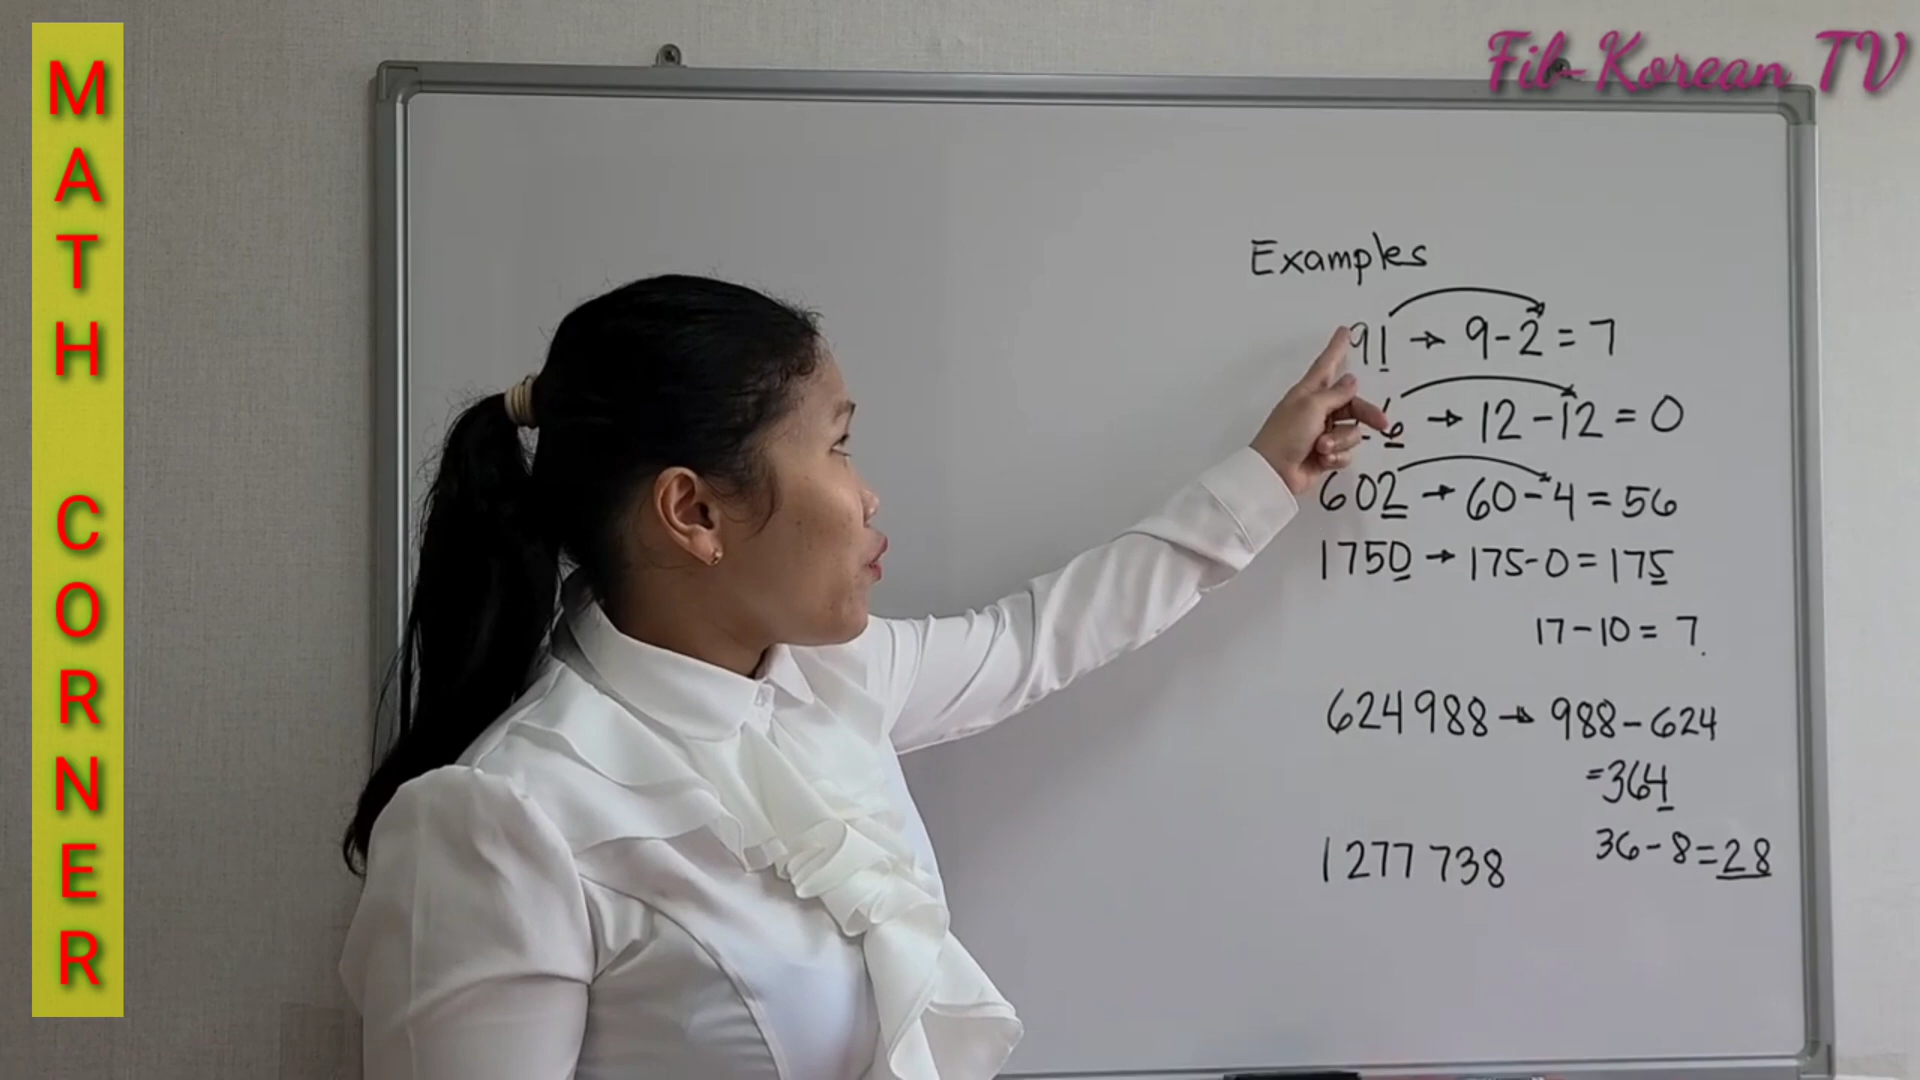 MATH CORNER
Fil-Korean TV
Examples
91 → 9-2 = 7
6 → 12-12 = 0
602 → 60-4 = 56
1750 → 175-0 = 175
17-10 = 7
624988 → 988-624
=364
36-8=28
1277738